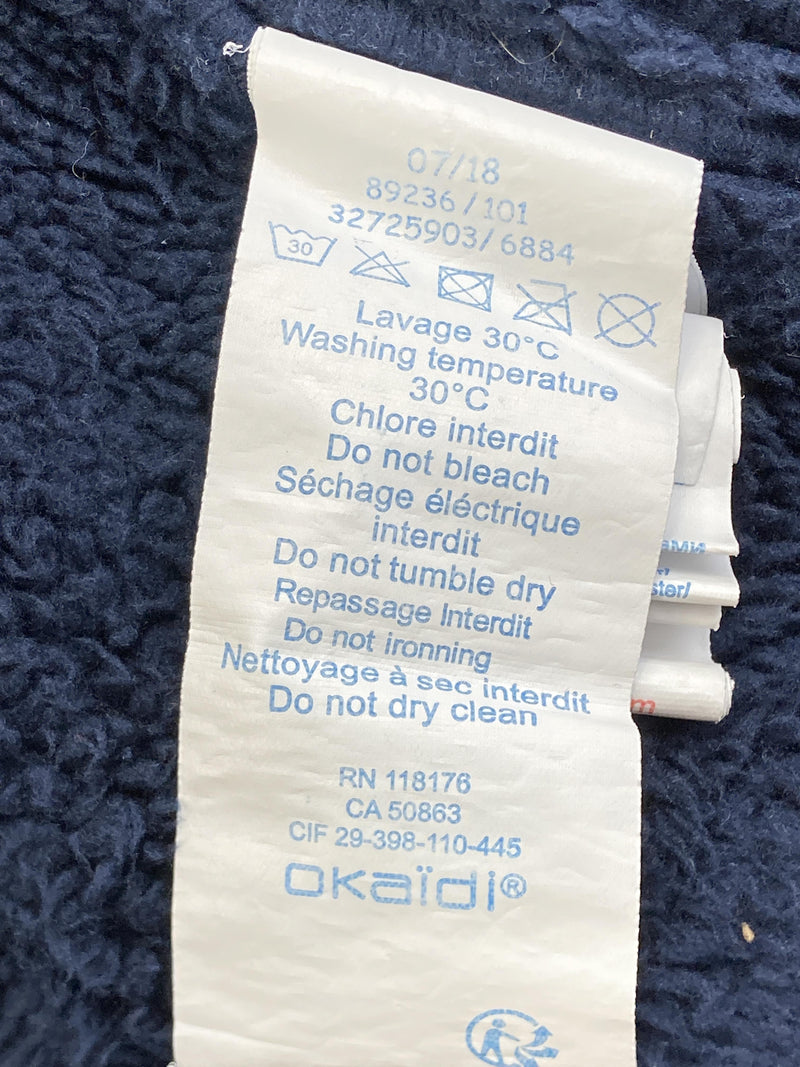 07/18
89236 / 101
32725903/ 6884
30
Lavage 30°C
Washing temperature
30°C
Chlore interdit
Do not bleach
Séchage éléctrique
interdit
Do not tumble dry
Repassage Interdit
Do not ironning
Nettoyage à sec interdit
Do not dry clean
RN 118176
CA 50863
CIF 29-398-110-445
okaïdi®